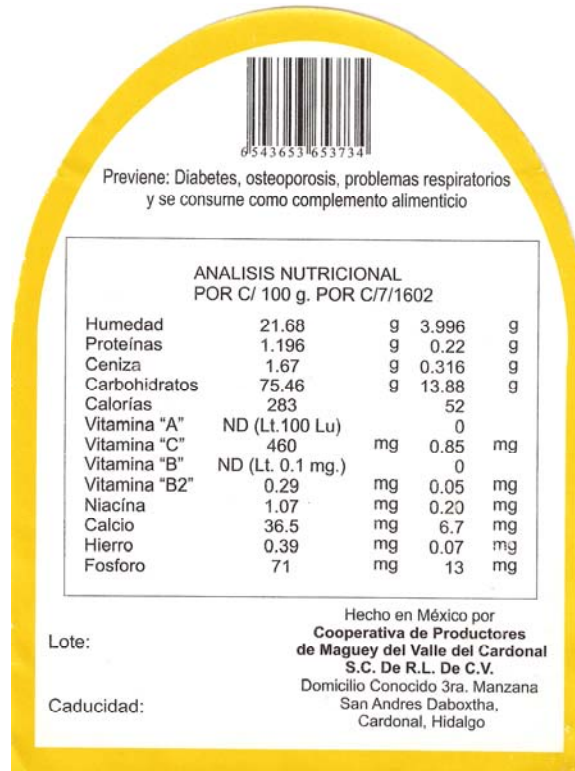 6543653 653734
Previene: Diabetes, osteoporosis, problemas respiratorios
y se consume como complemento alimenticio
ANALISIS NUTRICIONAL
POR C/ 100 g. POR C/7/1602
Humedad 21.68 g 3.996 g
Proteínas 1.196 g 0.22 g
Ceniza 1.67 g 0.316 g
Carbohidratos 75.46 g 13.88 g
Calorías 283 52
Vitamina “A” ND (Lt.100 Lu) 0
Vitamina “C” 460 mg 0.85 mg
Vitamina “B” ND (Lt. 0.1 mg.) 0
Vitamina “B2” 0.29 mg 0.05 mg
Niacína 1.07 mg 0.20 mg
Calcio 36.5 mg 6.7 mg
Hierro 0.39 mg 0.07 mg
Fosforo 71 mg 13 mg
Lote:
Caducidad:
Hecho en México por
Cooperativa de Productores
de Maguey del Valle del Cardonal
S.C. De R.L. De C.V.
Domicilio Conocido 3ra. Manzana
San Andres Daboxtha,
Cardonal, Hidalgo